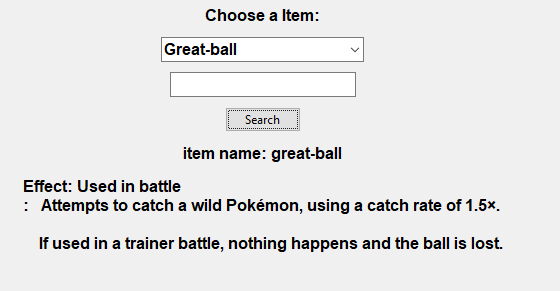 Choose a Item:
Great-ball
Search
item name: great-ball
Effect: Used in battle
:   Attempts to catch a wild Pokémon, using a catch rate of 1.5×.
If used in a trainer battle, nothing happens and the ball is lost.